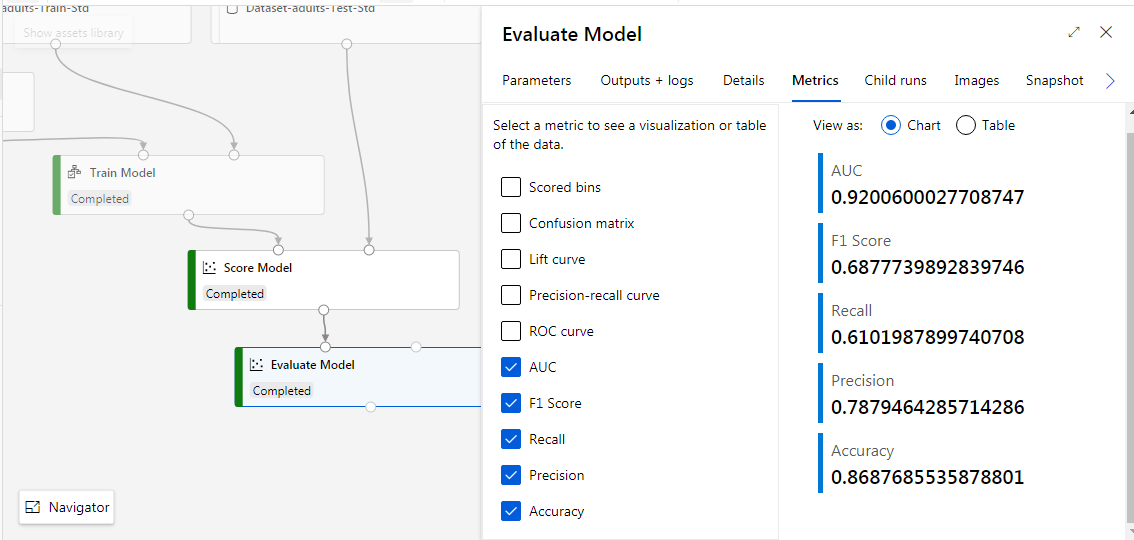 adults-Train-Std
Dataset-adults-Test-Std
Show assets library
Train Model
Completed
Score Model
Completed
Evaluate Model
Completed
Navigator
Evaluate Model
Parameters
Outputs + logs
Details
Metrics
Child runs
Images
Snapshot
Select a metric to see a visualization or table
of the data.
Scored bins
Confusion matrix
Lift curve
Precision-recall curve
ROC curve
AUC
F1 Score
Recall
Precision
Accuracy
View as: Chart Table
AUC
0.9200600027708747
F1 Score
0.6877739892839746
Recall
0.6101987899740708
Precision
0.7879464285714286
Accuracy
0.8687685535878801